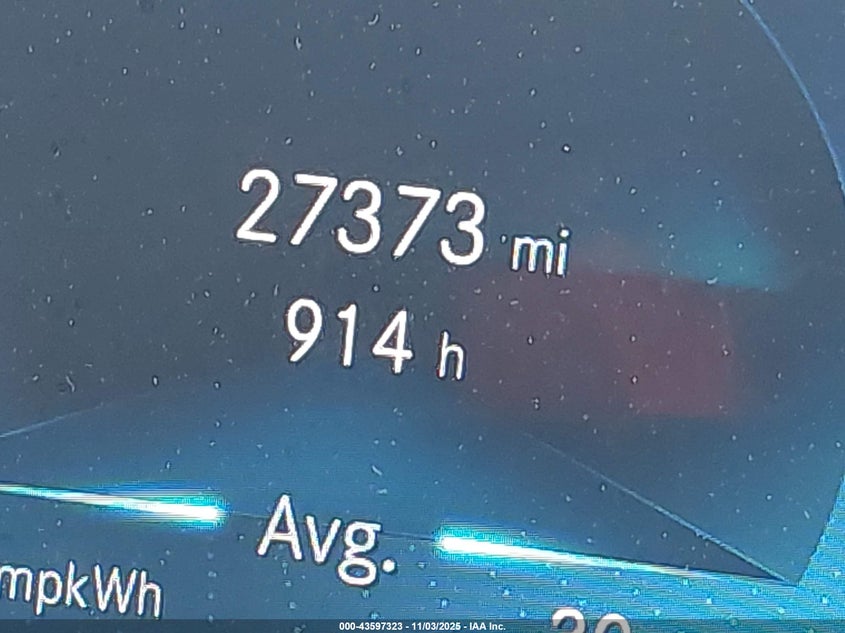 27373 mi
914 h
Avg.
mpkWh
000-43597323 - 11/03/2025 - IAA Inc.